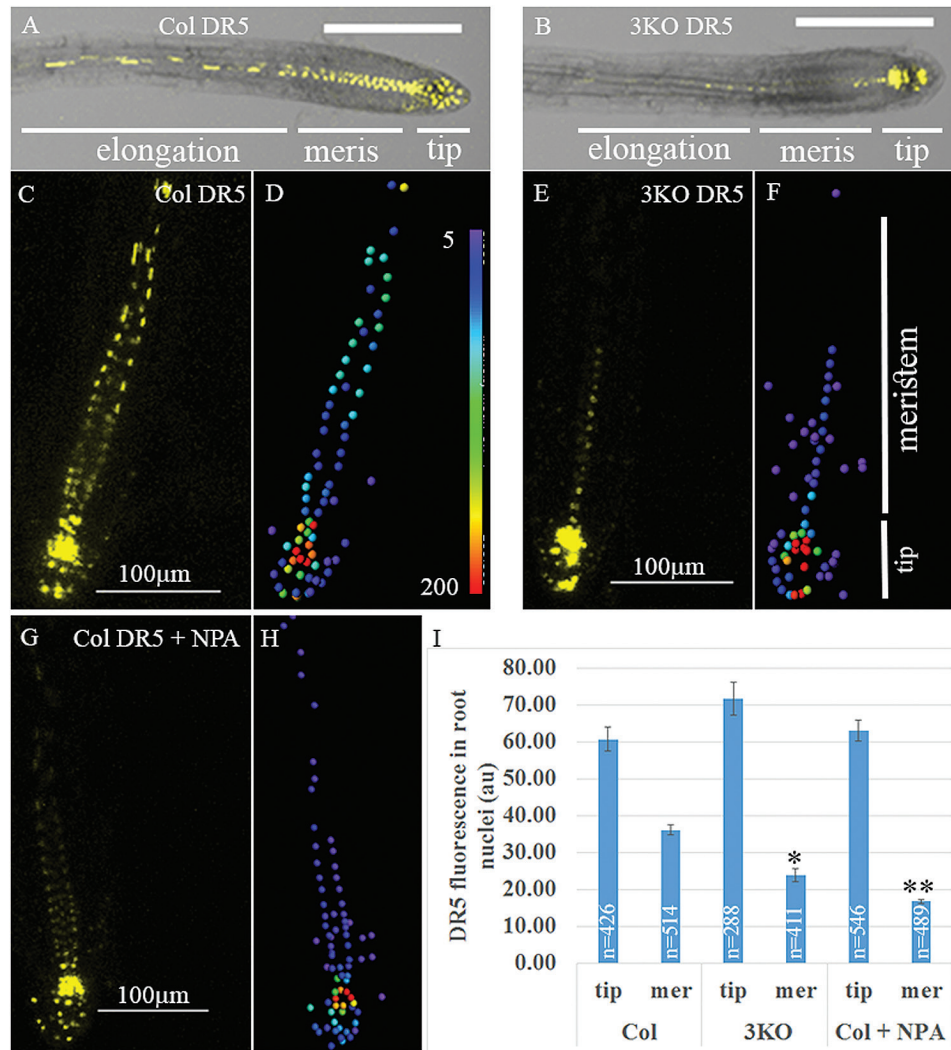 A
Col DR5
elongation
meris
tip
B
3KO DR5
elongation
meris
tip
C
Col DR5
100µm
D
5
200
E
3KO DR5
100µm
F
meristem
tip
G
Col DR5 + NPA
100µm
H
I
DR5 fluorescence in root
nuclei (au)
80.00
70.00
60.00
50.00
40.00
30.00
20.00
10.00
0.00
*
**
n=426
n=514
n=288
n=411
n=546
n=489
tip mer tip mer tip mer
Col 3KO Col + NPA